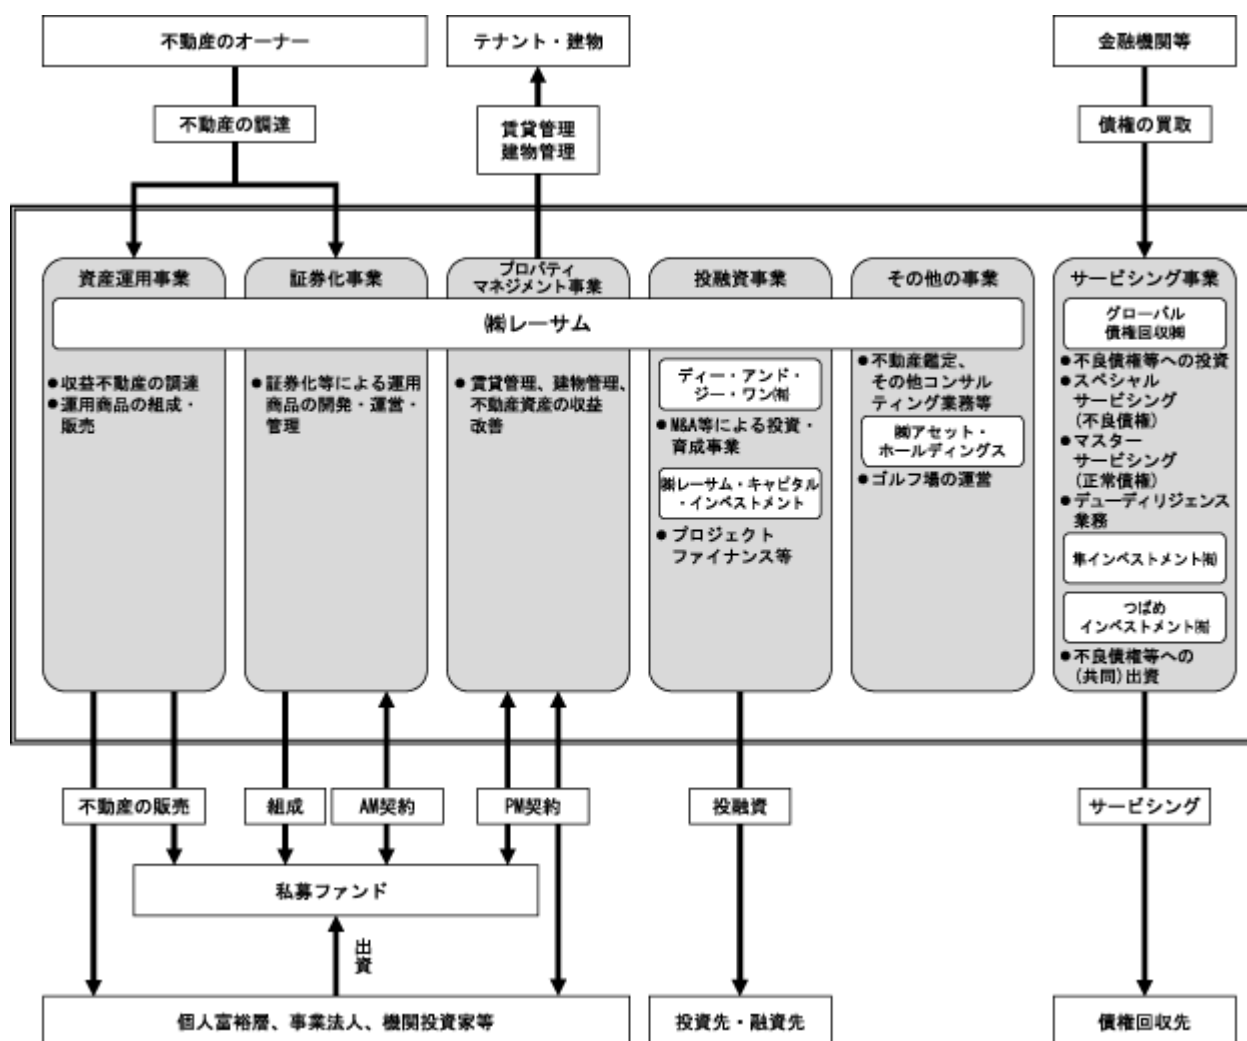 不動産のオーナー
テナント・建物
金融機関等
不動産の調達
賃貸管理
建物管理
債権の買取
資産運用事業
証券化事業
プロパティ
マネジメント事業
投融資事業
その他の事業
サービシング事業
㈱レーサム
●収益不動産の調達
●運用商品の組成・
販売
●証券化等による運用
商品の開発・運営・
管理
●賃貸管理、建物管理、
不動産資産の収益
改善
ディー・アンド・
ジー・ワン㈲
●M&A等による投資・
育成事業
㈱レーサム・キャピタル
・インベストメント
●プロジェクト
ファイナンス等
●不動産鑑定、
その他コンサル
ティング業務等
㈱アセット・
ホールディングス
●ゴルフ場の運営
グローバル
債権回収㈱
●不良債権等への投資
●スペシャル
サービシング
(不良債権)
●マスター
サービシング
(正常債権)
●デューディリジェンス
業務
隼インベストメント㈲
つばめ
インベストメント㈲
●不良債権等への
(共同)出資
不動産の販売
組成
AM契約
PM契約
投融資
サービシング
私募ファンド
出資
個人富裕層、事業法人、機関投資家等
投資先・融資先
債権回収先